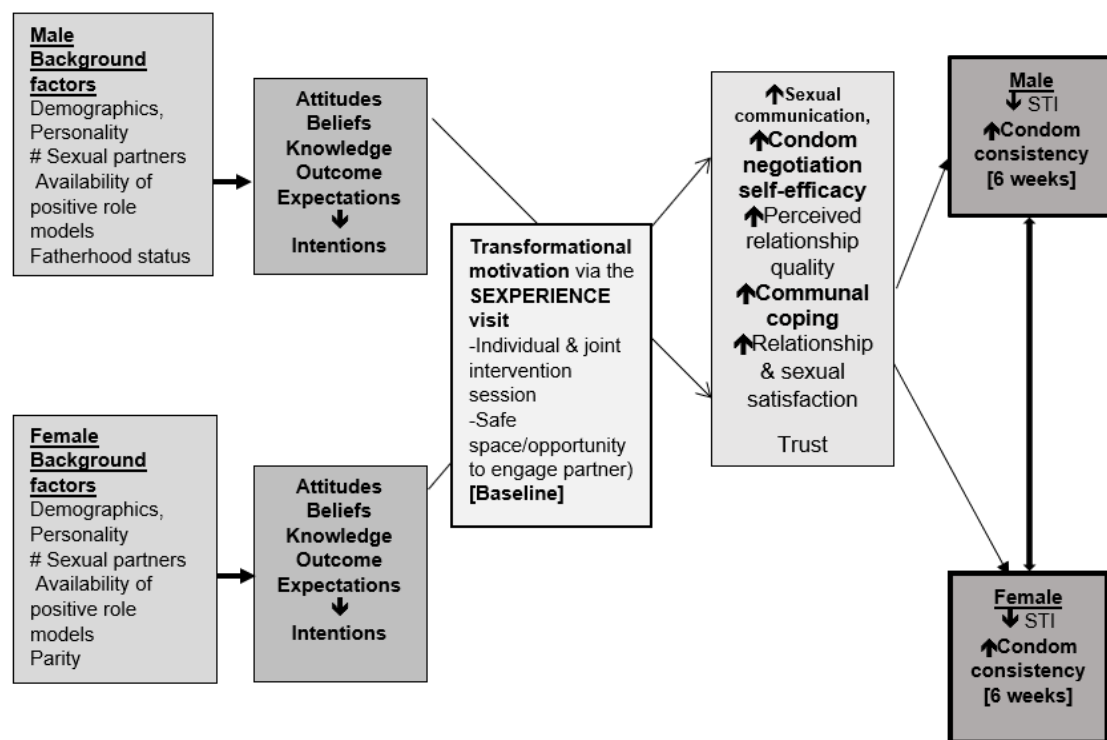 Male
Background
factors
Demographics,
Personality
# Sexual partners
Availability of
positive role
models
Fatherhood status
Attitudes
Beliefs
Knowledge
Outcome
Expectations
↓
Intentions
Female
Background
factors
Demographics,
Personality
# Sexual partners
Availability of
positive role
models
Parity
Attitudes
Beliefs
Knowledge
Outcome
Expectations
↓
Intentions
Transformational
motivation via the
SEXPERIENCE
visit
-Individual & joint
intervention
session
-Safe
space/opportunity
to engage partner)
[Baseline]
↑Sexual
communication,
↑Condom
negotiation
self-efficacy
↑Perceived
relationship
quality
↑Communal
coping
↑Relationship
& sexual
satisfaction
Trust
Male
↓ STI
↑Condom
consistency
[6 weeks]
Female
↓ STI
↑Condom
consistency
[6 weeks]